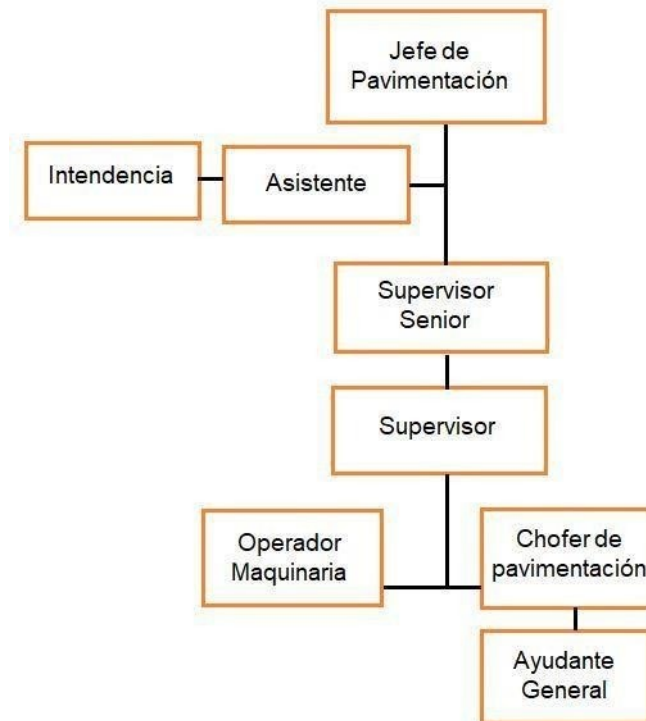 Jefe de
Pavimentación
Intendencia
Asistente
Supervisor
Senior
Supervisor
Operador
Maquinaria
Chofer de
pavimentación
Ayudante
General